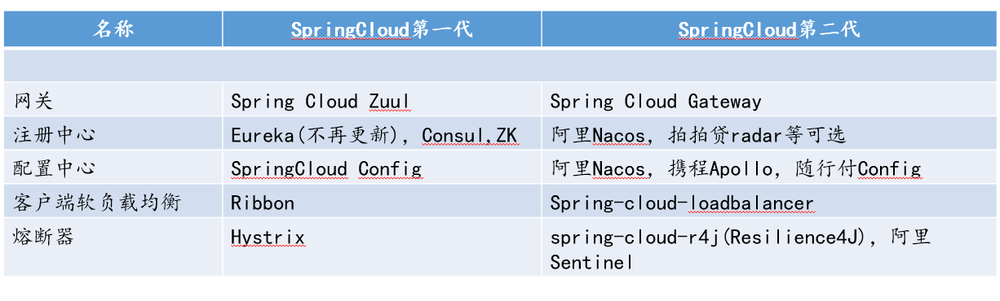 名称 SpringCloud第一代 SpringCloud第二代
网关 Spring Cloud Zuul Spring Cloud Gateway
注册中心 Eureka(不再更新), Consul,ZK 阿里Nacos, 拍拍贷radar等可选
配置中心 SpringCloud Config 阿里Nacos, 携程Apollo, 随行付Config
客户端软负载均衡 Ribbon Spring-cloud-loadbalancer
熔断器 Hystrix spring-cloud-r4j(Resilience4J), 阿里
Sentinel